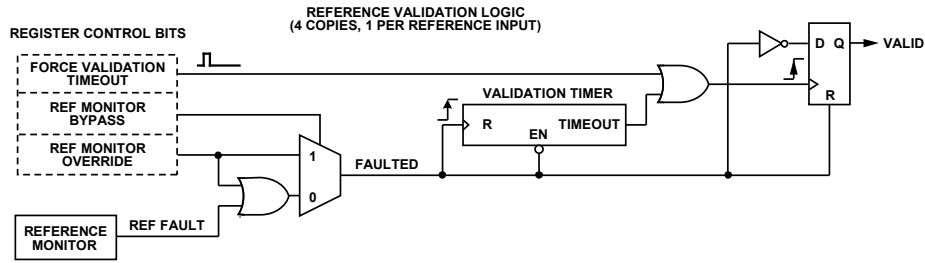 REFERENCE VALIDATION LOGIC
(4 COPIES, 1 PER REFERENCE INPUT)
REGISTER CONTROL BITS
FORCE VALIDATION
TIMEOUT
REF MONITOR
BYPASS
REF MONITOR
OVERRIDE
REFERENCE
MONITOR
REF FAULT
1
0
FAULTED
VALIDATION TIMER
R
EN
TIMEOUT
D Q
R
VALID